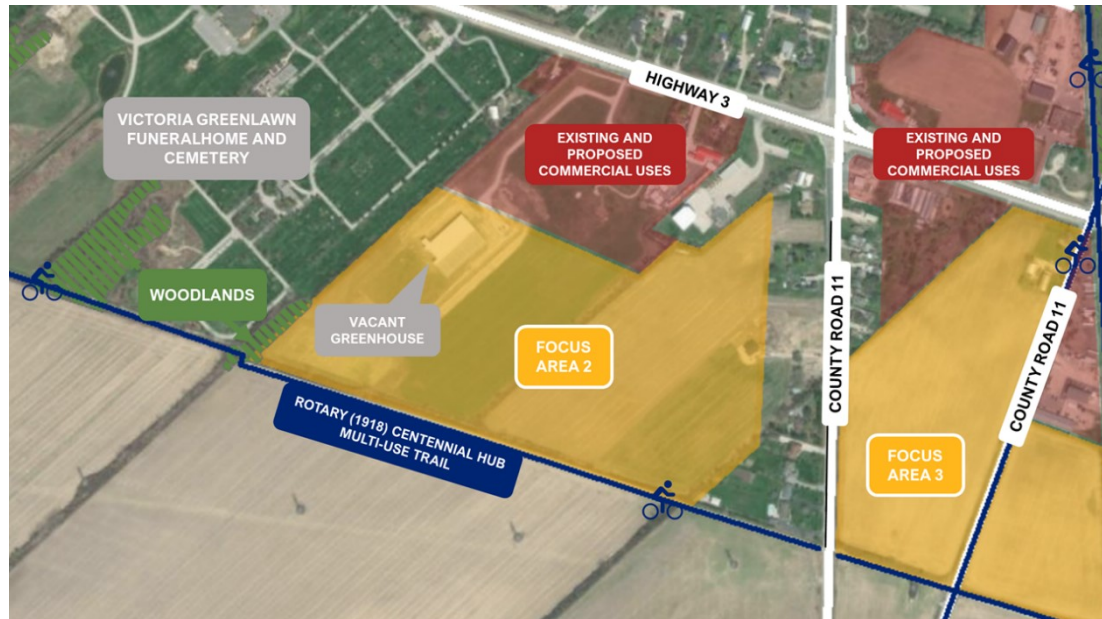 HIGHWAY 3
VICTORIA GREENLAWN
FUNERALHOME AND
CEMETERY
EXISTING AND
PROPOSED
COMMERCIAL USES
EXISTING AND
PROPOSED
COMMERCIAL USES
WOODLANDS
VACANT
GREENHOUSE
FOCUS
AREA 2
COUNTY ROAD 11
COUNTY ROAD 11
ROTARY (1918) CENTENNIAL HUB
MULTI-USE TRAIL
FOCUS
AREA 3